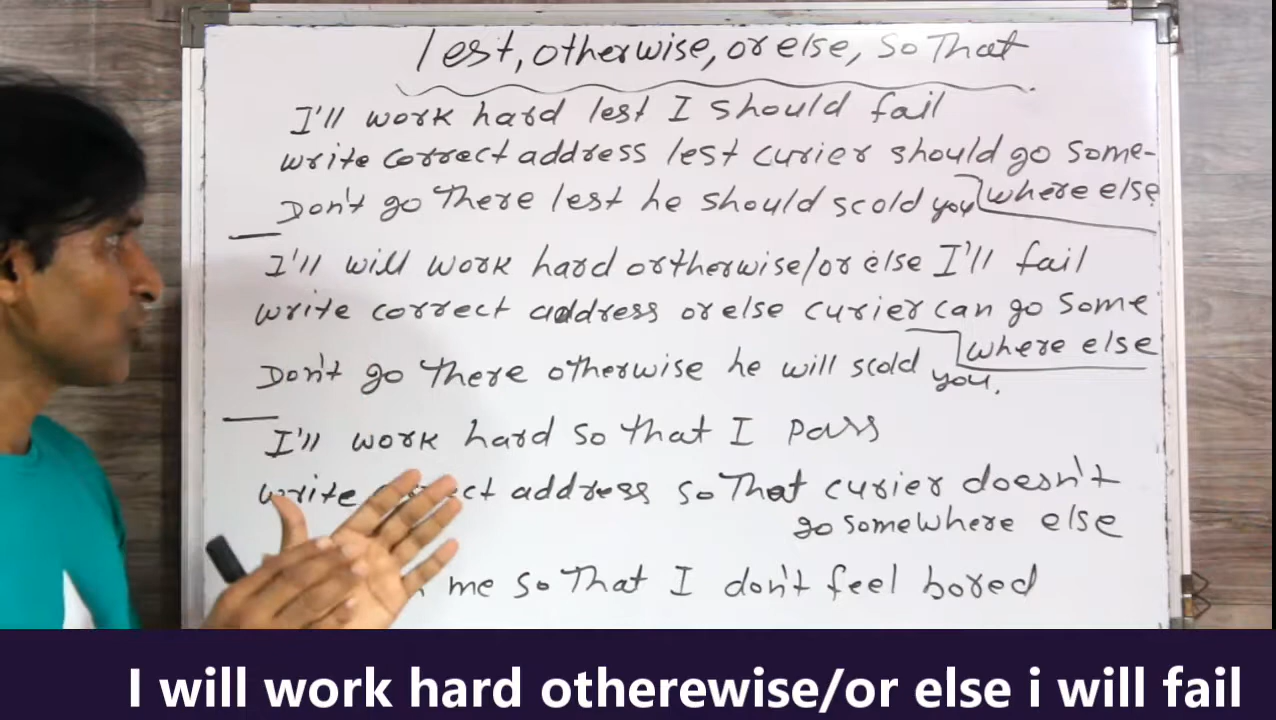 lest, otherwise, or else, so That
I'll work hard lest I should fail
write correct address lest curier should go some-
where else
Don't go There lest he should scold you
I'll will work hard ortherwise/or else I'll fail
write correct address or else curier can go some
where else
Don't go There otherwise he will scold you.
I'll work hard so that I pass
write address so That curier doesn't
go somewhere else
me so That I don't feel bored
I will work hard otherewise/or else i will fail